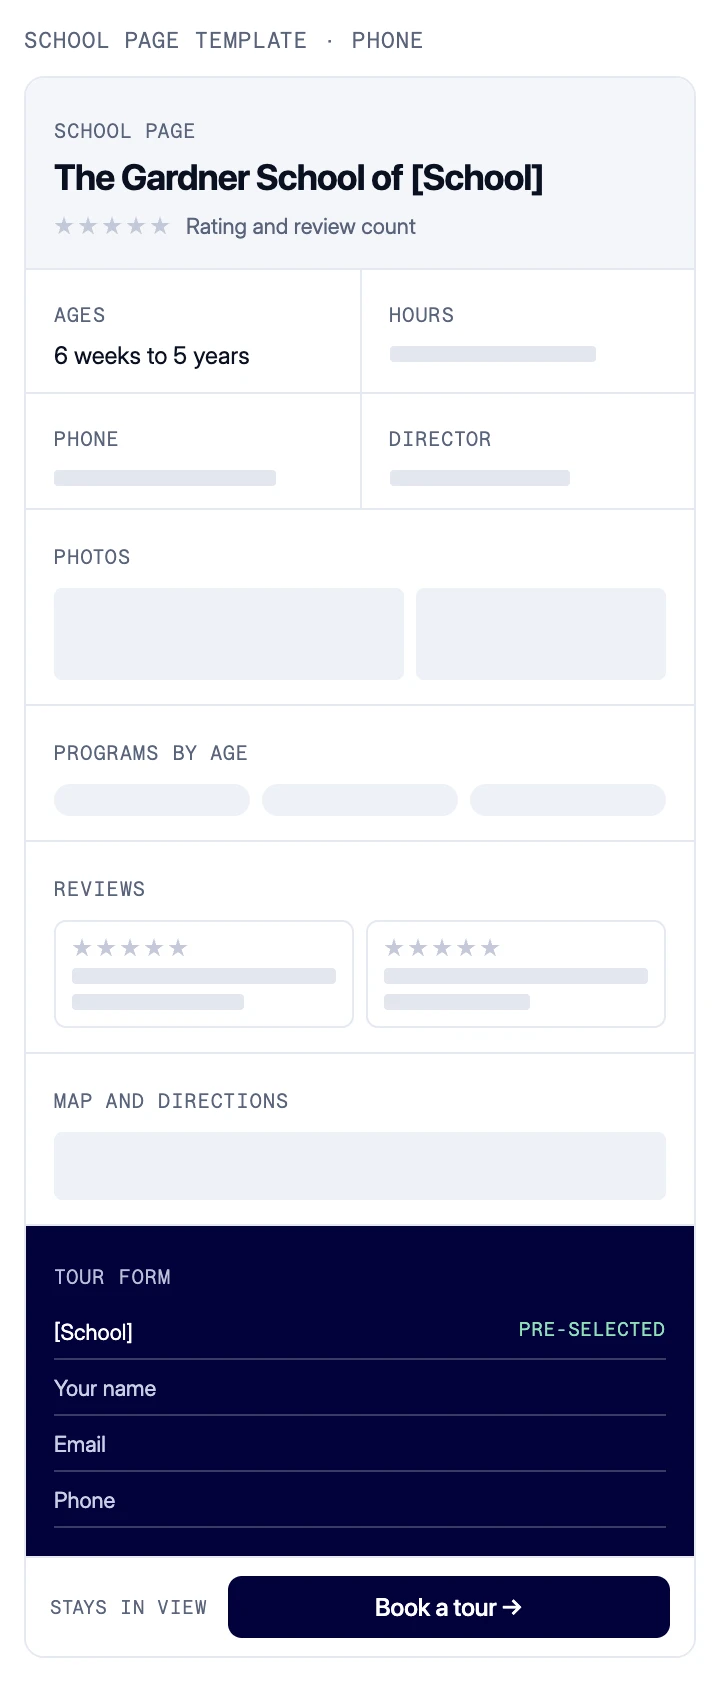 SCHOOL PAGE TEMPLATE · PHONE
SCHOOL PAGE
The Gardner School of [School]
★★★★★ Rating and review count
AGES
6 weeks to 5 years
HOURS
PHONE
DIRECTOR
PHOTOS
PROGRAMS BY AGE
REVIEWS
★★★★★
★★★★★
MAP AND DIRECTIONS
TOUR FORM
[School] PRE-SELECTED
Your name
Email
Phone
STAYS IN VIEW
Book a tour →